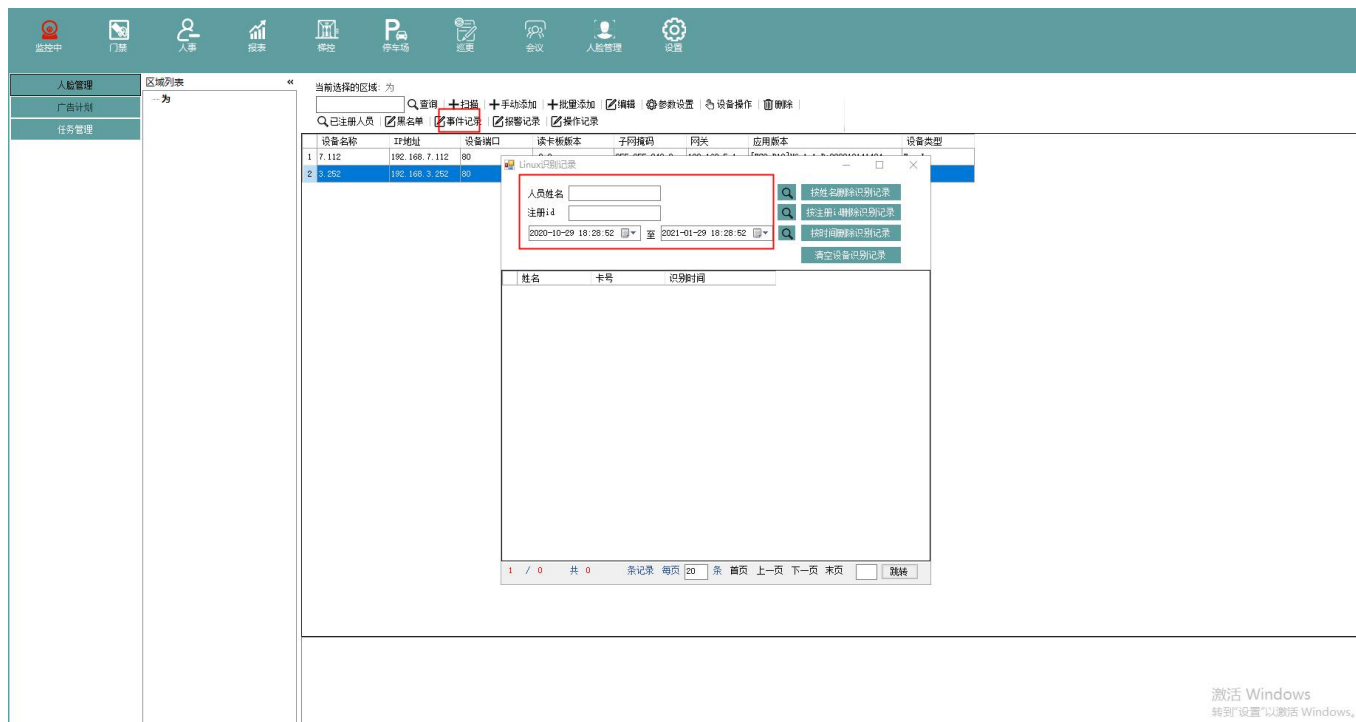 监控中 门禁 人事 报表 梯控 停车场 巡更 会议 人脸管理 设置
人脸管理
广告计划
任务管理
区域列表 «
为
当前选择的区域: 为
查询 扫描 手动添加 批量添加 编辑 参数设置 设备操作 删除
已注册人员 黑名单 事件记录 报警记录 操作记录
设备名称 IP地址 设备端口 读卡板版本 子网掩码 网关 应用版本 设备类型
1 7.112 192.168.7.112 80
2 3.252 192.168.3.252 80
Linux识别记录
人员姓名 按姓名删除识别记录
注册id 按注册id删除识别记录
2020-10-29 18:28:52 至 2021-01-29 18:28:52 按时间删除识别记录
清空设备识别记录
姓名 卡号 识别时间
1 / 0 共 0 条记录 每页 20 条 首页 上一页 下一页 末页 跳转
激活 Windows
转到"设置"以激活 Windows。